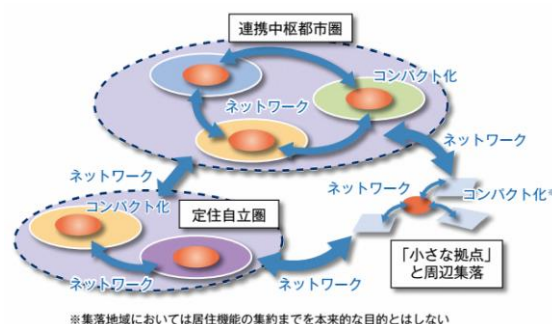 連携中枢都市圏
コンパクト化
ネットワーク
ネットワーク
ネットワーク
ネットワーク
コンパクト化※
コンパクト化
定住自立圏
ネットワーク
ネットワーク
「小さな拠点」
と周辺集落
※集落地域においては居住機能の集約までを本来的な目的とはしない